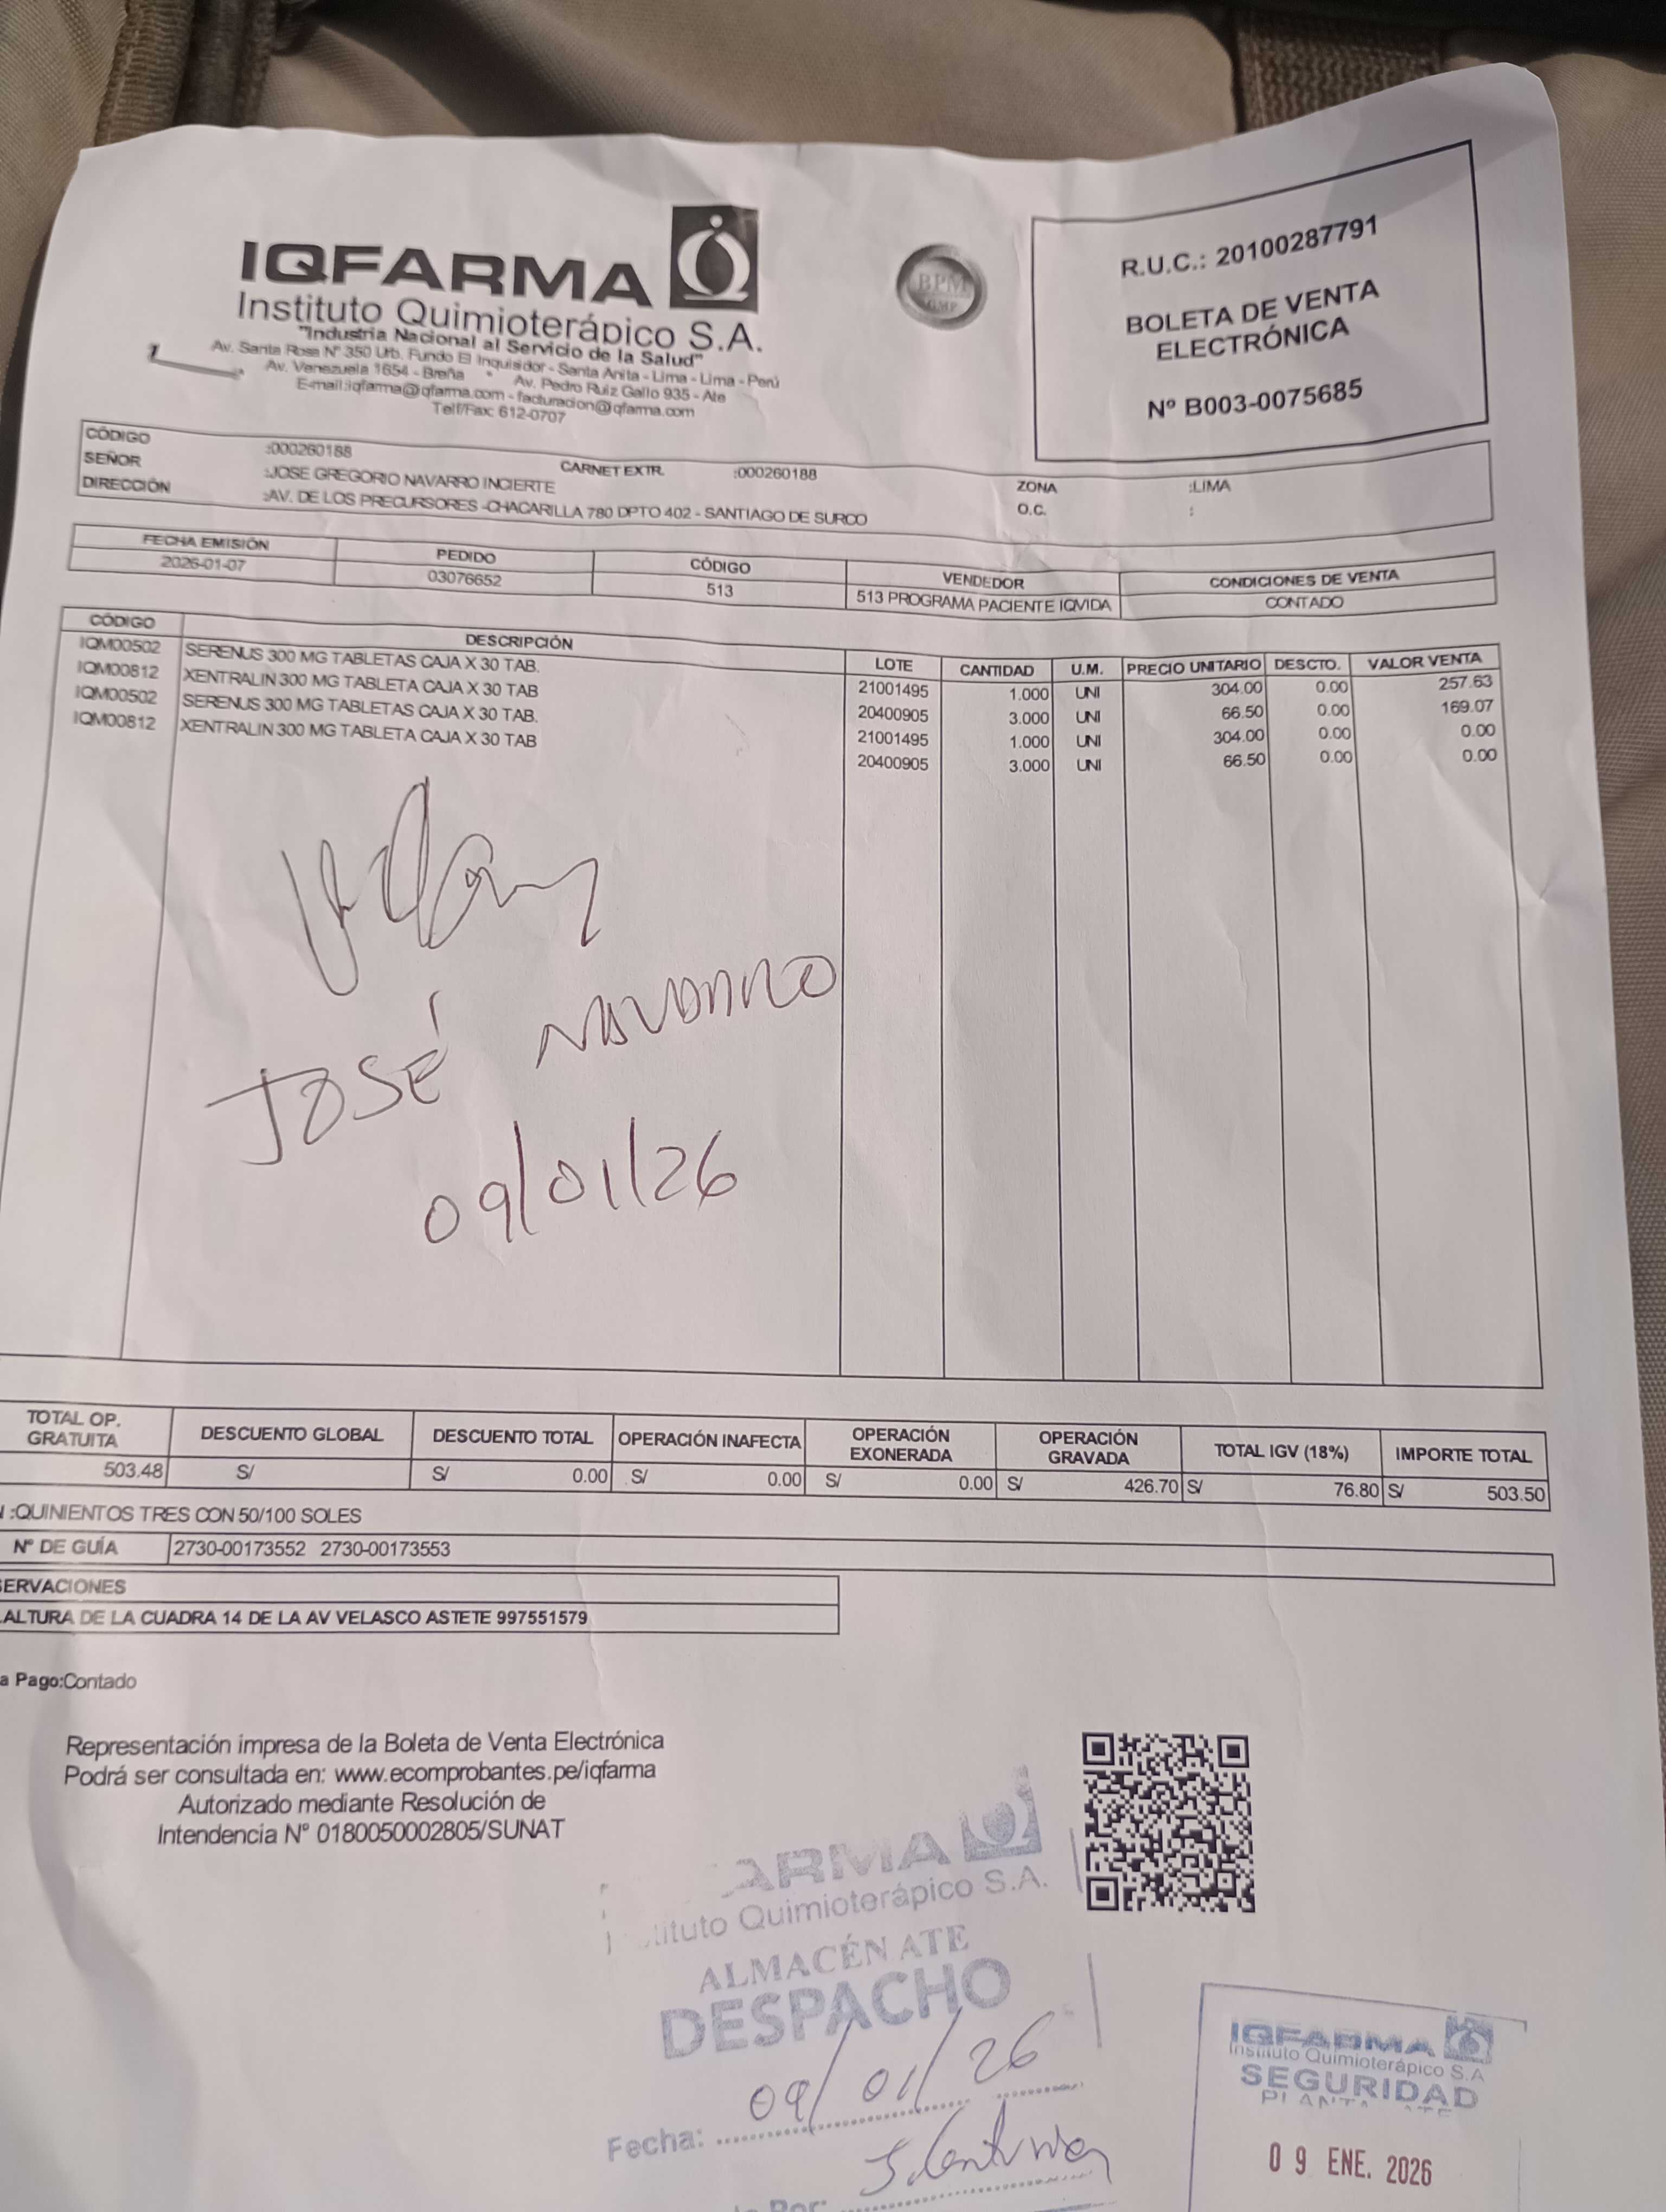 IQFARMA
Instituto Quimioterápico S.A.
"Industria Nacional al Servicio de la Salud"
Av. Santa Rosa N° 350 Urb. Fundo El Inquisidor - Santa Anita - Lima - Lima - Perú
Av. Venezuela 1654 - Breña * Av. Pedro Ruiz Gallo 935 - Ate
E-mail:iqfarma@iqfarma.com - facturacion@iqfarma.com
Telf/Fax: 612-0707
BPM
GMP
R.U.C.: 20100287791
BOLETA DE VENTA
ELECTRÓNICA
Nº B003-0075685
CÓDIGO :000260188 CARNET EXTR. :000260188
SEÑOR :JOSE GREGORIO NAVARRO INCIERTE ZONA :LIMA
DIRECCIÓN :AV. DE LOS PRECURSORES -CHACARILLA 780 DPTO 402 - SANTIAGO DE SURCO O.C. :
FECHA EMISIÓN PEDIDO CÓDIGO VENDEDOR CONDICIONES DE VENTA
2026-01-07 03076652 513 513 PROGRAMA PACIENTE IQVIDA CONTADO
CÓDIGO DESCRIPCIÓN LOTE CANTIDAD U.M. PRECIO UNITARIO DESCTO. VALOR VENTA
IQM00502 SERENUS 300 MG TABLETAS CAJA X 30 TAB. 21001495 1.000 UNI 304.00 0.00 257.63
IQM00812 XENTRALIN 300 MG TABLETA CAJA X 30 TAB 20400905 3.000 UNI 66.50 0.00 169.07
IQM00502 SERENUS 300 MG TABLETAS CAJA X 30 TAB. 21001495 1.000 UNI 304.00 0.00 0.00
IQM00812 XENTRALIN 300 MG TABLETA CAJA X 30 TAB 20400905 3.000 UNI 66.50 0.00 0.00
JOSÉ NAVARRO
09/01/26
TOTAL OP. GRATUITA DESCUENTO GLOBAL DESCUENTO TOTAL OPERACIÓN INAFECTA OPERACIÓN EXONERADA OPERACIÓN GRAVADA TOTAL IGV (18%) IMPORTE TOTAL
503.48 S/ S/ 0.00 S/ 0.00 S/ 0.00 S/ 426.70 S/ 76.80 S/ 503.50
:QUINIENTOS TRES CON 50/100 SOLES
Nº DE GUÍA 2730-00173552 2730-00173553
ERVACIONES
ALTURA DE LA CUADRA 14 DE LA AV VELASCO ASTETE 997551579
a Pago:Contado
Representación impresa de la Boleta de Venta Electrónica
Podrá ser consultada en: www.ecomprobantes.pe/iqfarma
Autorizado mediante Resolución de
Intendencia N° 0180050002805/SUNAT
ARMA
tituto Quimioterápico S.A.
ALMACÉN ATE
DESPACHO
Fecha: 09/01/26
Por:
IQFARMA
Instituto Quimioterápico S.A
SEGURIDAD
PLANTA ATE
09 ENE. 2026